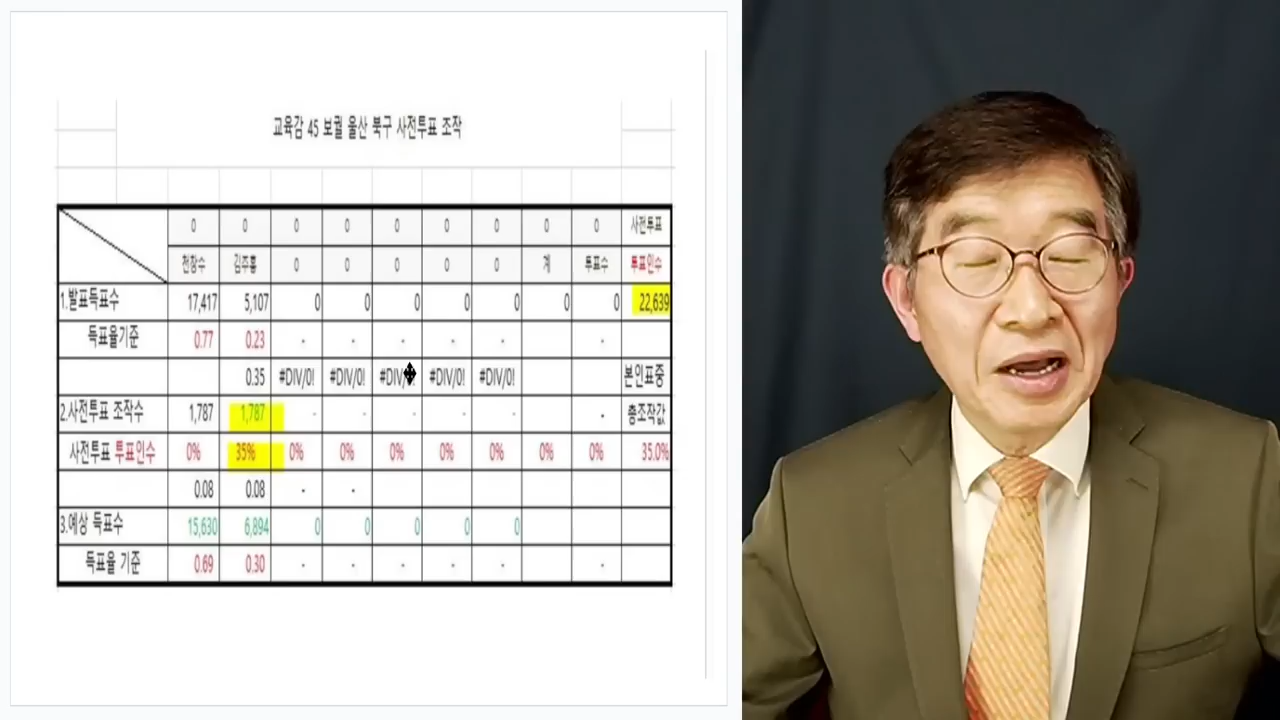 교육감 45 보궐 울산 북구 사전투표 조작
0 0 0 0 0 0 0 0 0 사전투표
천창수 김주홍 0 0 0 0 0 계 투표수 투표인수
1.발표득표수 17,417 5,107 0 0 0 0 0 0 0 22,639
득표율기준 0.77 0.23 - - - - - -
0.35 #DIV/0! #DIV/0! #DIV/0! #DIV/0! #DIV/0! 본인표중
2.사전투표 조작수 1,787 1,787 - - - - - - 총조작값
사전투표 투표인수 0% 35% 0% 0% 0% 0% 0% 0% 0% 35.0%
0.08 0.08 - -
3.예상 득표수 15,630 6,894 0 0 0 0 0
득표율 기준 0.69 0.30 - - - - - -